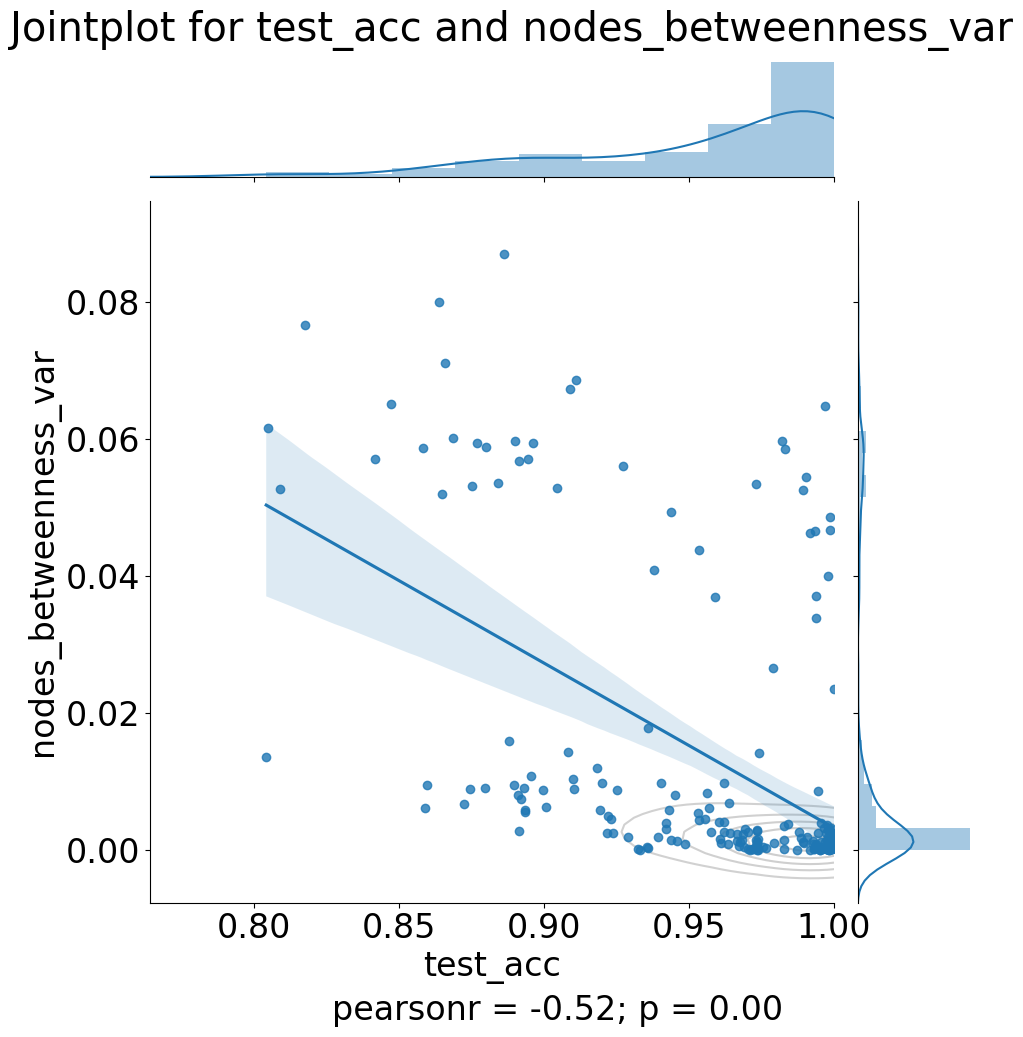 Jointplot for test_acc and nodes_betweenness_var
nodes_betweenness_var
0.08
0.06
0.04
0.02
0.00
0.80 0.85 0.90 0.95 1.00
test_acc
pearsonr = -0.52; p = 0.00